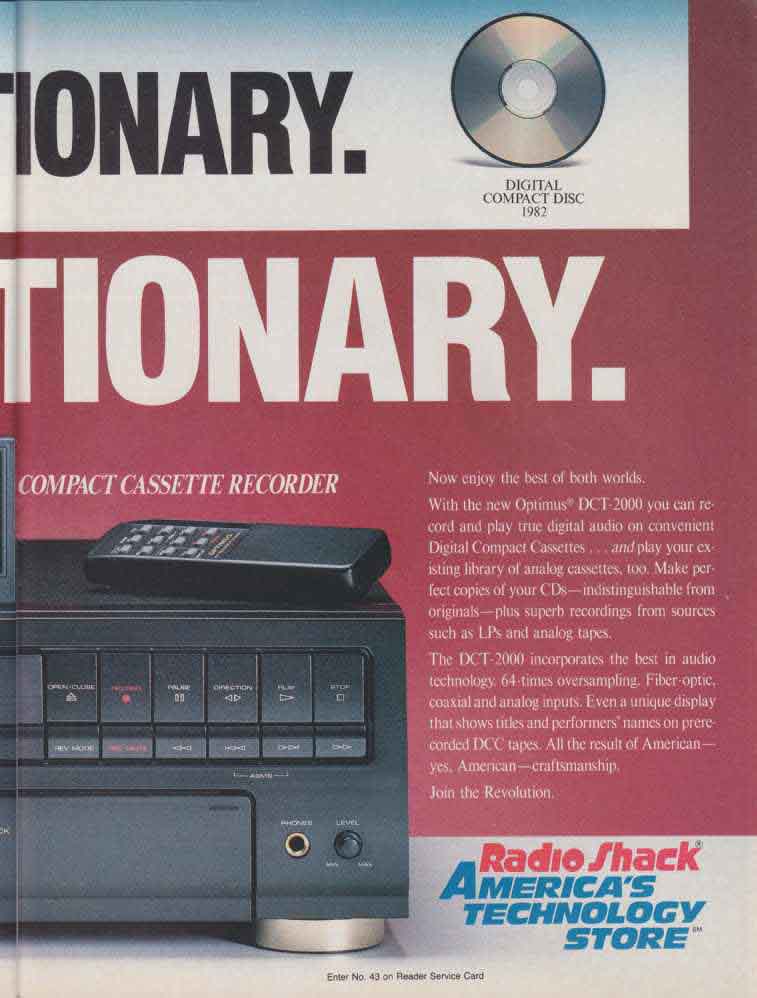 TIONARY.
DIGITAL
COMPACT DISC
1982
TIONARY.
COMPACT CASSETTE RECORDER
Now enjoy the best of both worlds.
With the new Optimus® DCT-2000 you can re-
cord and play true digital audio on convenient
Digital Compact Cassettes . . . and play your ex-
isting library of analog cassettes, too. Make per-
fect copies of your CDs—indistinguishable from
originals—plus superb recordings from sources
such as LPs and analog tapes.
The DCT-2000 incorporates the best in audio
technology. 64-times oversampling. Fiber-optic,
coaxial and analog inputs. Even a unique display
that shows titles and performers' names on prere-
corded DCC tapes. All the result of American—
yes, American—craftsmanship.
Join the Revolution.
OPTIMUS
OPEN/CLOSE
PAUSE
DIRECTION
PLAY
STOP
REV MODE
REC MUTE
PHONES
LEVEL
MIN
MAX
Radio Shack®
AMERICA'S
TECHNOLOGY
STORE SM
Enter No. 43 on Reader Service Card